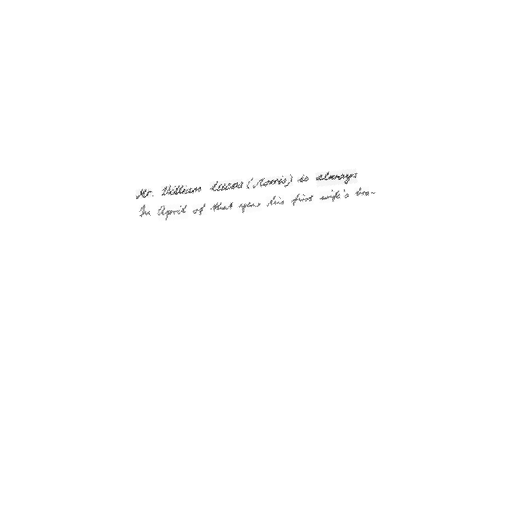 Mr. William Lucas (Norris) is always
In April of that year his first wife's bro-